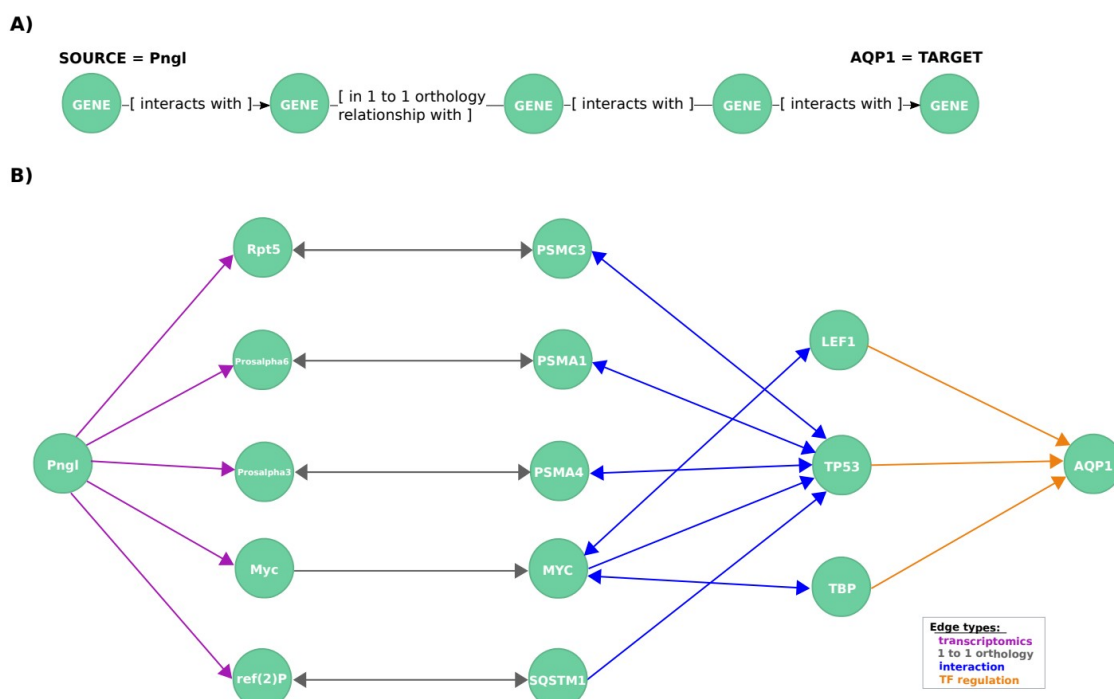 A)
SOURCE = Pngl
AQP1 = TARGET
GENE
[ interacts with ]
GENE
[ in 1 to 1 orthology
relationship with ]
GENE
[ interacts with ]
GENE
[ interacts with ]
GENE
B)
Rpt5
PSMC3
LEF1
Prosalpha6
PSMA1
Pngl
Prosalpha3
PSMA4
TP53
AQP1
Myc
MYC
TBP
ref(2)P
SQSTM1
Edge types:
transcriptomics
1 to 1 orthology
interaction
TF regulation